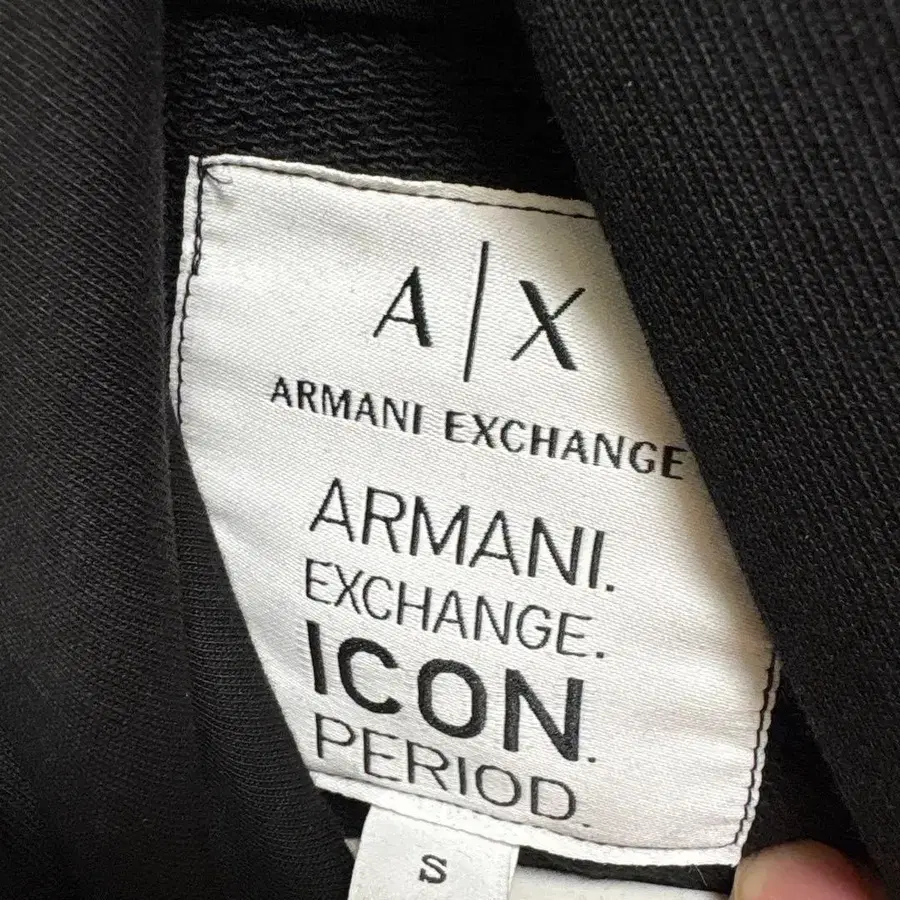 A|X
ARMANI EXCHANGE
ARMANI.
EXCHANGE.
ICON.
PERIOD.
S